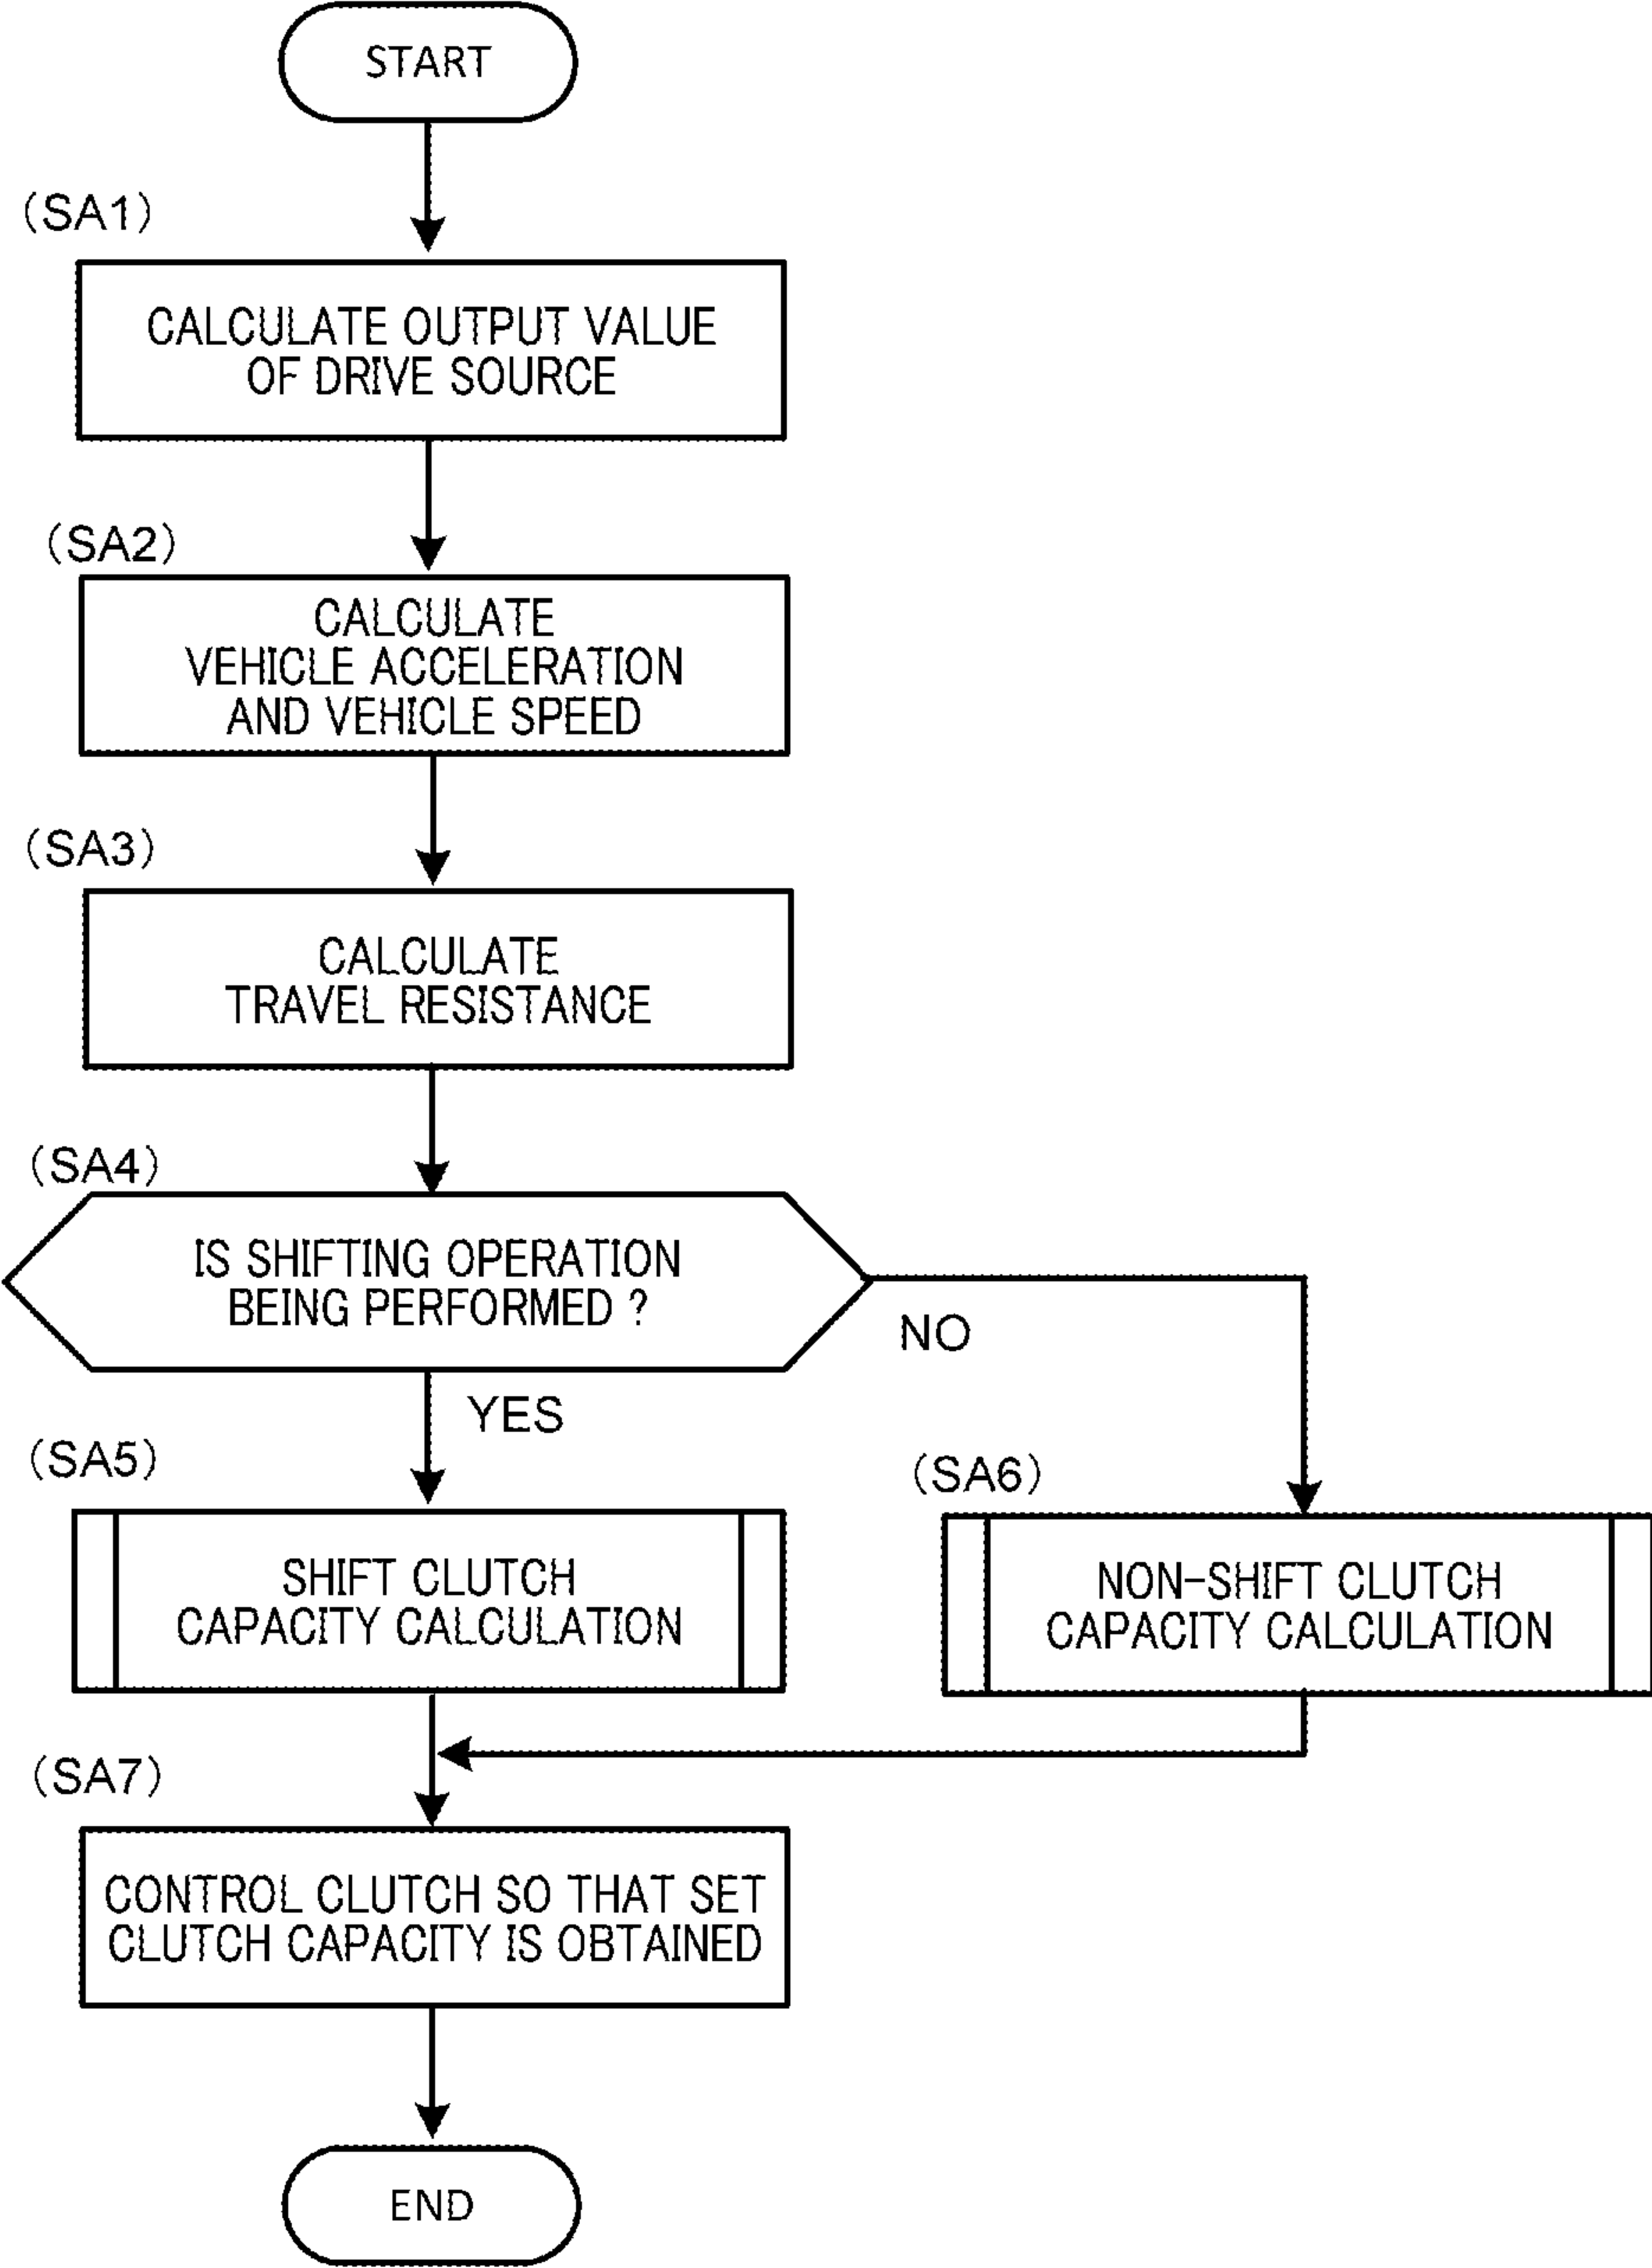 START
(SA1)
CALCULATE OUTPUT VALUE
OF DRIVE SOURCE
(SA2)
CALCULATE
VEHICLE ACCELERATION
AND VEHICLE SPEED
(SA3)
CALCULATE
TRAVEL RESISTANCE
(SA4)
IS SHIFTING OPERATION
BEING PERFORMED ?
NO
YES
(SA5)
SHIFT CLUTCH
CAPACITY CALCULATION
(SA6)
NON-SHIFT CLUTCH
CAPACITY CALCULATION
(SA7)
CONTROL CLUTCH SO THAT SET
CLUTCH CAPACITY IS OBTAINED
END